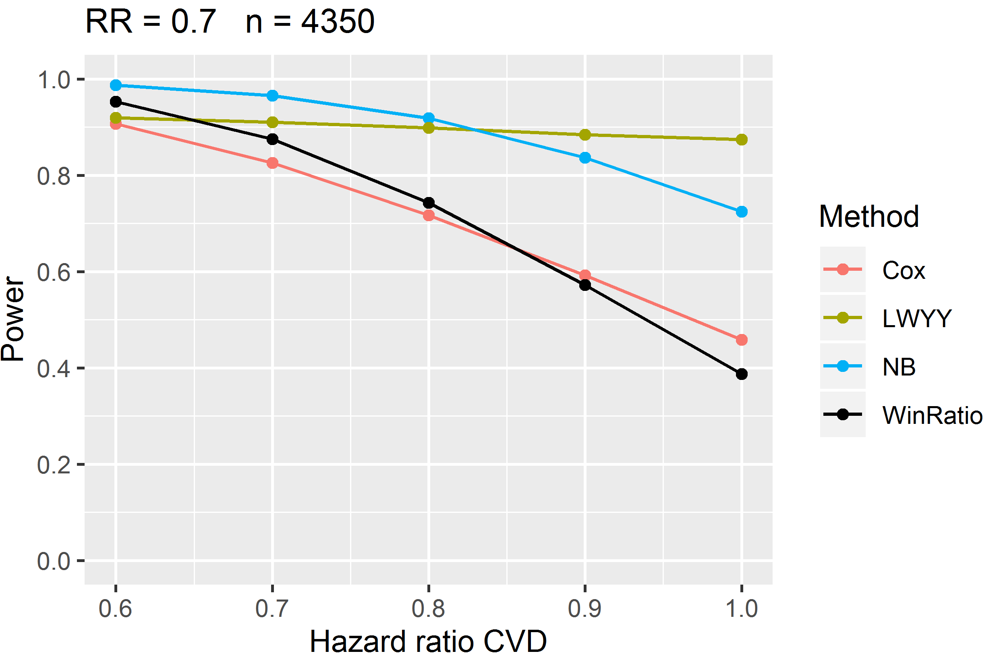 RR = 0.7 n = 4350
1.0
0.8
0.6
0.4
0.2
0.0
Power
0.6 0.7 0.8 0.9 1.0
Hazard ratio CVD
Method
Cox
LWYY
NB
WinRatio